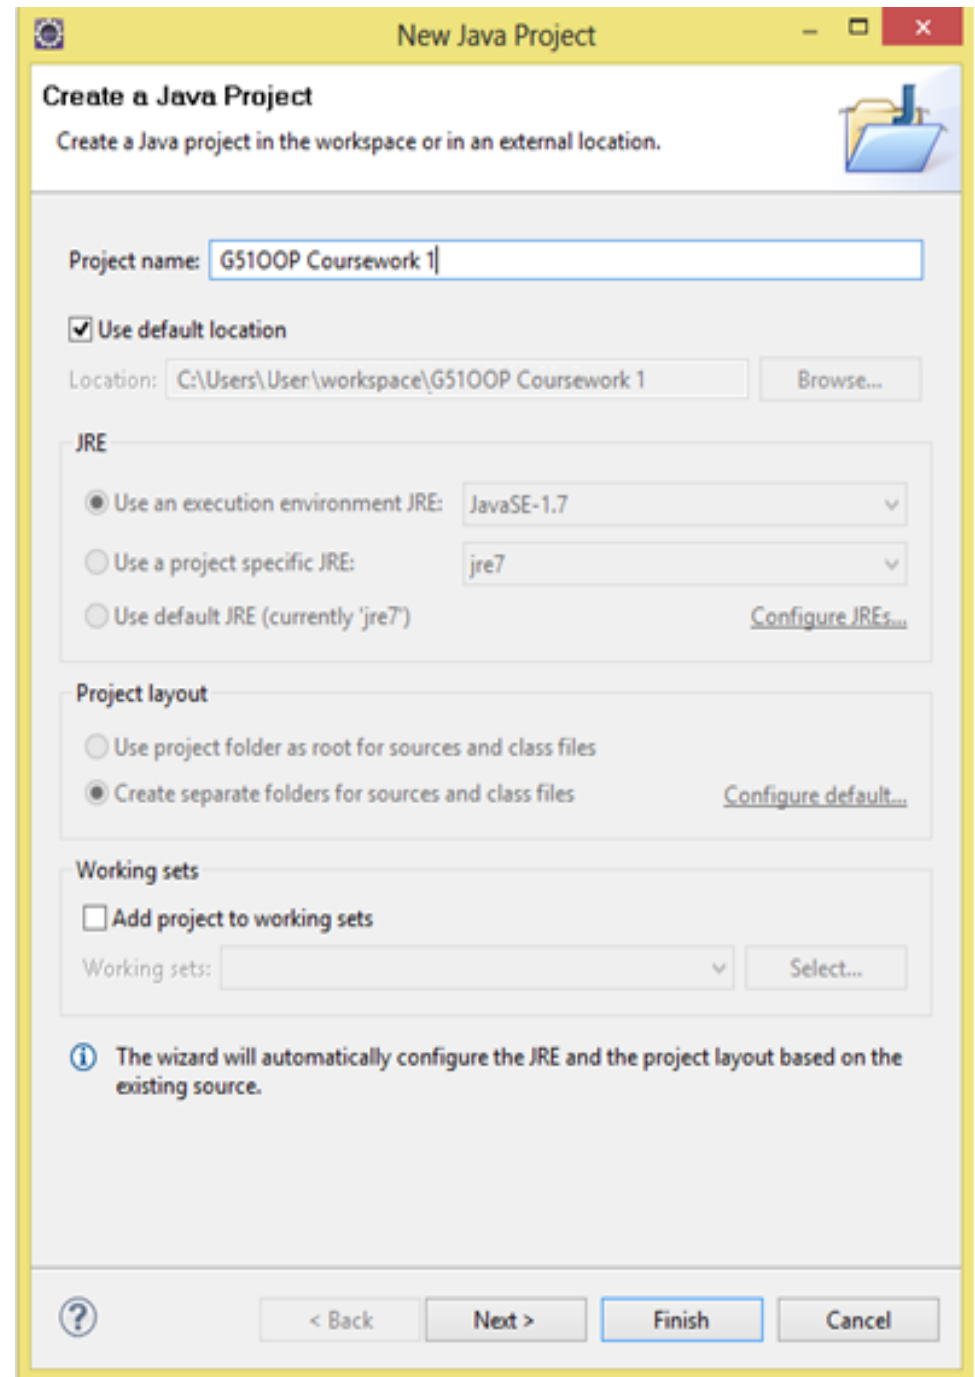 New Java Project
Create a Java Project
Create a Java project in the workspace or in an external location.
Project name: G51OOP Coursework 1
Use default location
Location: C:\Users\User\workspace\G51OOP Coursework 1 Browse...
JRE
Use an execution environment JRE: JavaSE-1.7
Use a project specific JRE: jre7
Use default JRE (currently 'jre7') Configure JREs...
Project layout
Use project folder as root for sources and class files
Create separate folders for sources and class files Configure default...
Working sets
Add project to working sets
Working sets: Select...
The wizard will automatically configure the JRE and the project layout based on the
existing source.
< Back Next > Finish Cancel